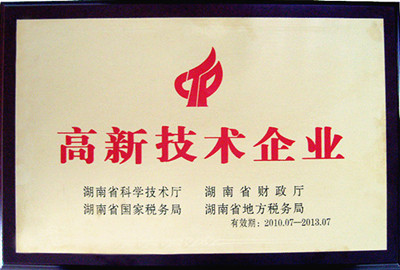 高新技术企业
湖南省科学技术厅 湖南省财政厅
湖南省国家税务局 湖南省地方税务局
有效期：2010.07—2013.07